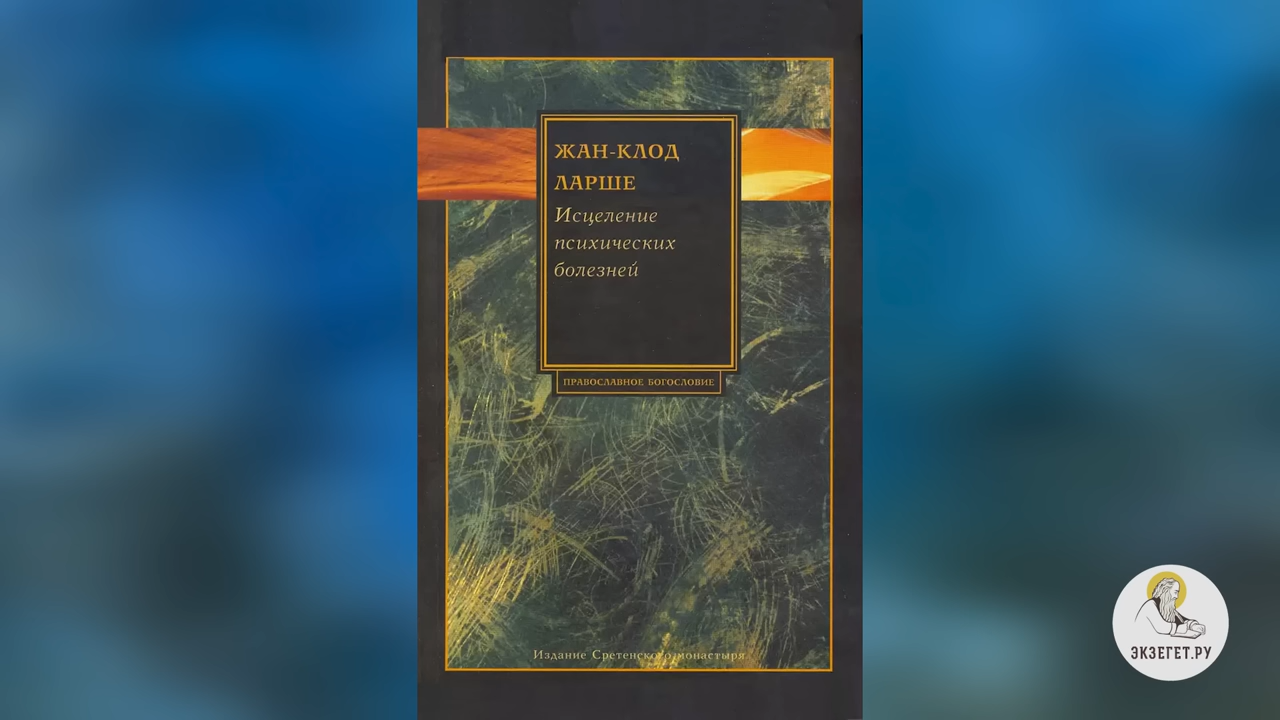 ЖАН-КЛОД
ЛАРШЕ
Исцеление
психических
болезней
ПРАВОСЛАВНОЕ БОГОСЛОВИЕ
Издание Сретенского монастыря
ЭКЗЕГЕТ.РУ